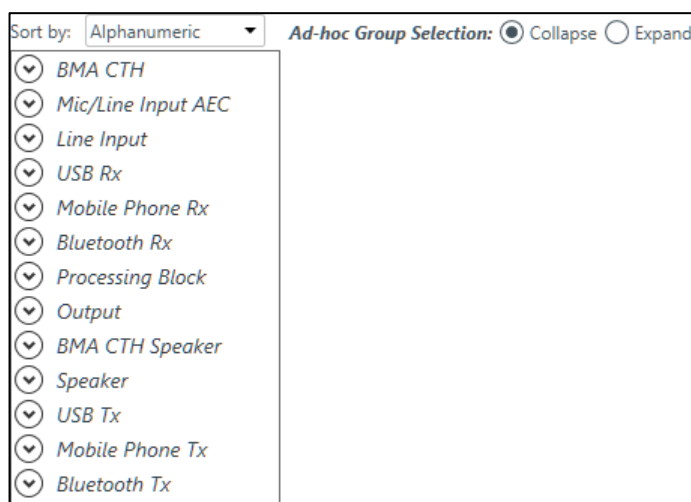 Sort by: Alphanumeric Ad-hoc Group Selection: Collapse Expand
BMA CTH
Mic/Line Input AEC
Line Input
USB Rx
Mobile Phone Rx
Bluetooth Rx
Processing Block
Output
BMA CTH Speaker
Speaker
USB Tx
Mobile Phone Tx
Bluetooth Tx